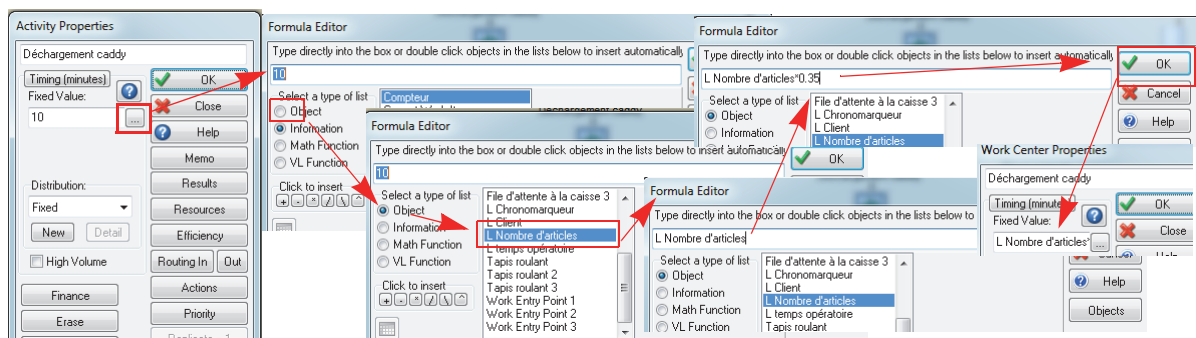 Activity Properties
Déchargement caddy
Timing (minutes)
Fixed Value:
10
...
OK
Close
Help
Memo
Distribution:
Results
Fixed
Resources
New
Detail
Efficiency
High Volume
Routing In
Out
Finance
Actions
Erase
Priority
Formula Editor
Type directly into the box or double click objects in the lists below to insert automatically
10
Select a type of list
Compteur
Object
Information
Math Function
VL Function
Click to insert
+ - * / \ ^
Formula Editor
Type directly into the box or double click objects in the lists below to insert automatically
10
Select a type of list
Object
Information
Math Function
VL Function
Click to insert
+ - * / \ ^
File d'attente à la caisse 3
L Chronomarqueur
L Client
L Nombre d'articles
L temps opératoire
Tapis roulant
Tapis roulant 2
Tapis roulant 3
Work Entry Point 1
Work Entry Point 2
Work Entry Point 3
OK
Formula Editor
Type directly into the box or double click objects in the lists below to
L Nombre d'articles
Select a type of list
Object
Information
Math Function
VL Function
File d'attente à la caisse 3
L Chronomarqueur
L Client
L Nombre d'articles
L temps opératoire
Tapis roulant
Formula Editor
Type directly into the box or double click objects in the lists below to insert automatically
L Nombre d'articles*0.35
Select a type of list
Object
Information
File d'attente à la caisse 3
L Chronomarqueur
L Client
L Nombre d'articles
OK
Cancel
Help
Work Center Properties
Déchargement caddy
Timing (minute
Fixed Value:
L Nombre d'articles*
...
OK
Close
Help
Objects